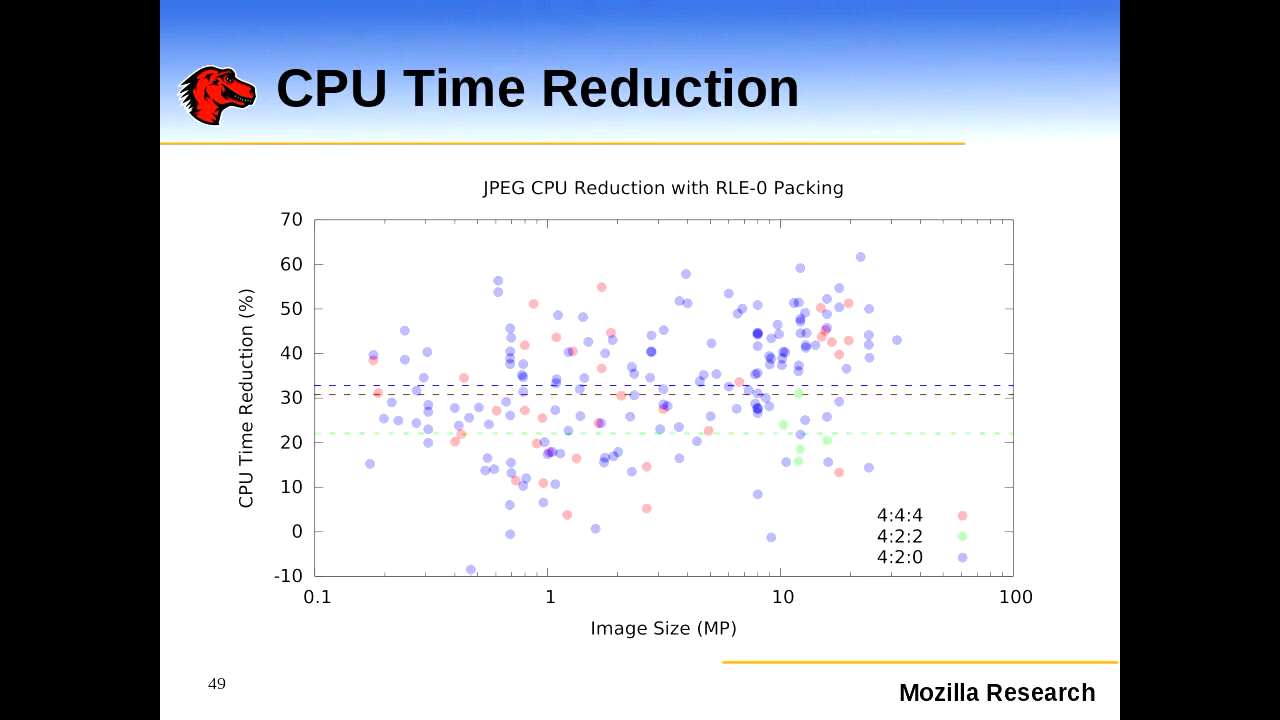 CPU Time Reduction
JPEG CPU Reduction with RLE-0 Packing
70
60
50
40
30
20
10
0
-10
CPU Time Reduction (%)
4:4:4
4:2:2
4:2:0
0.1 1 10 100
Image Size (MP)
49
Mozilla Research